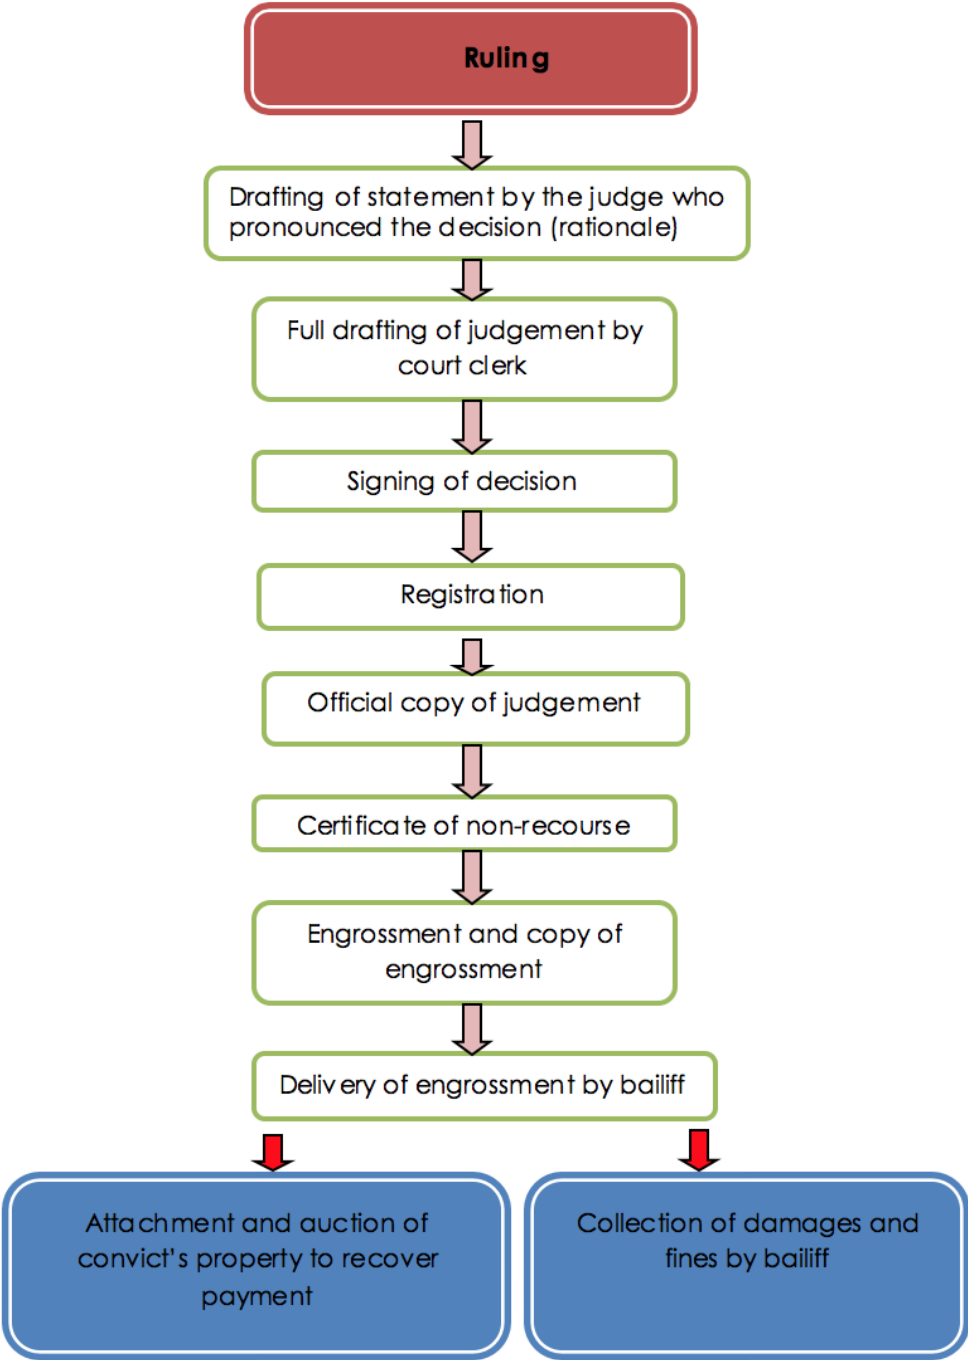 Ruling
Drafting of statement by the judge who
pronounced the decision (rationale)
Full drafting of judgement by
court clerk
Signing of decision
Registration
Official copy of judgement
Certificate of non-recourse
Engrossment and copy of
engrossment
Delivery of engrossment by bailiff
Attachment and auction of
convict's property to recover
payment
Collection of damages and
fines by bailiff